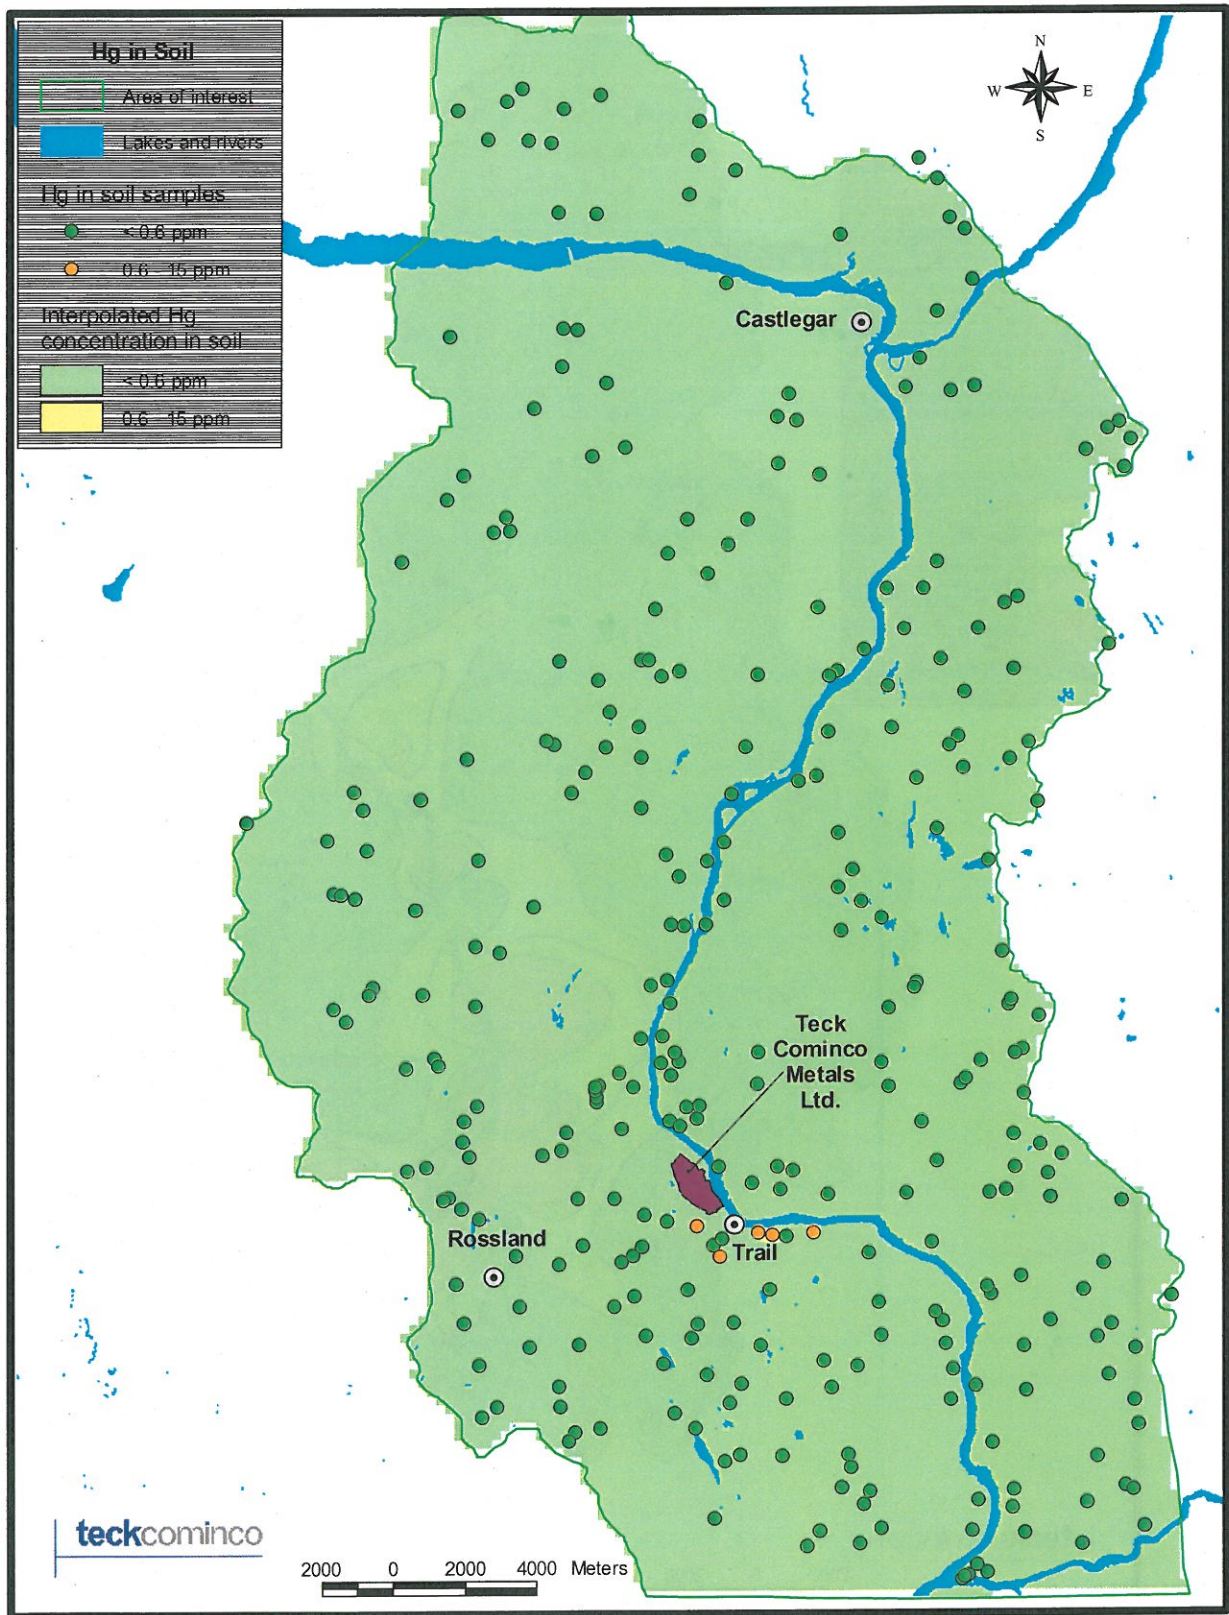 Hg in Soil
Area of interest
Lakes and rivers
Hg in soil samples
< 0.6 ppm
0.6 - 15 ppm
Interpolated Hg
concentration in soil
< 0.6 ppm
0.6 - 15 ppm
N
W E
S
Castlegar
Teck
Cominco
Metals
Ltd.
Rossland
Trail
teckcominco
2000 0 2000 4000 Meters